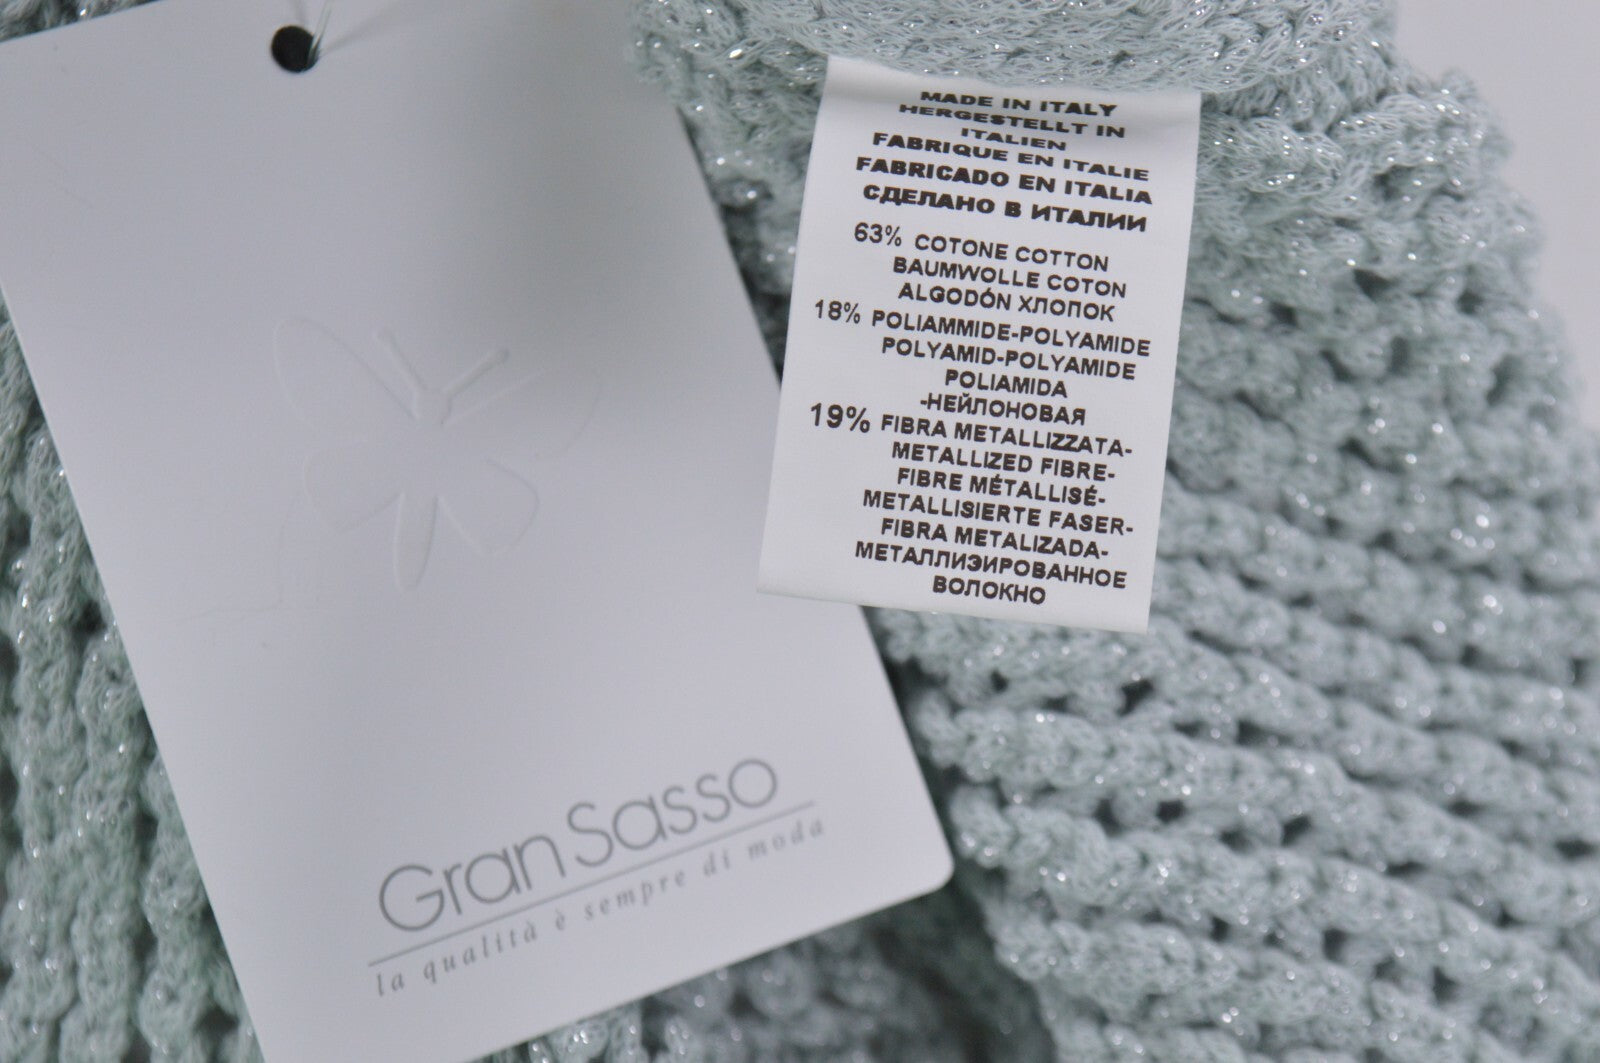 MADE IN ITALY
HERGESTELLT IN
ITALIEN
FABRIQUE EN ITALIE
FABRICADO EN ITALIA
СДЕЛАНО В ИТАЛИИ
63% COTONE COTTON
BAUMWOLLE COTON
ALGODÓN ХЛОПОК
18% POLIAMMIDE-POLYAMIDE
POLYAMID-POLYAMIDE
POLIAMIDA
-НЕЙЛОНОВАЯ
19% FIBRA METALLIZZATA-
METALLIZED FIBRE-
FIBRE MÉTALLISÉ-
METALLISIERTE FASER-
FIBRA METALIZADA-
МЕТАЛЛИЭИРОВАННОЕ
ВОЛОКНО
Gran Sasso
la qualità è sempre di moda